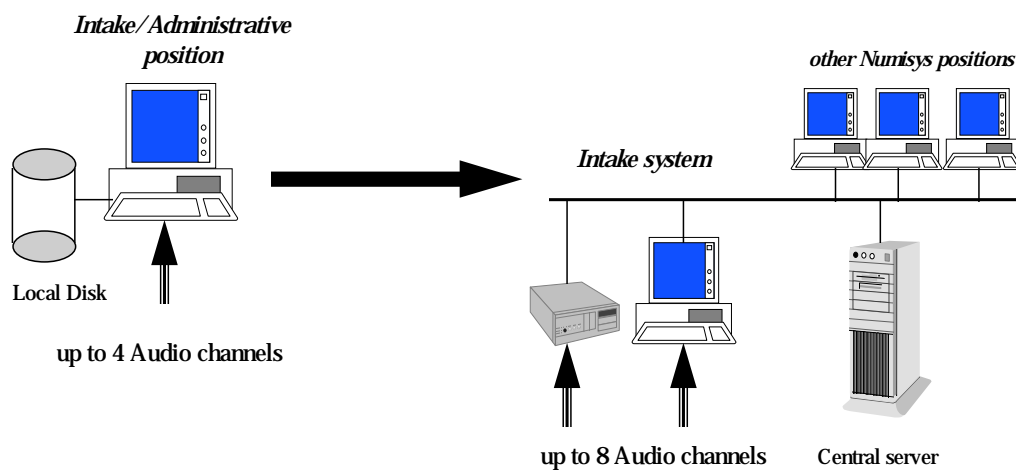 Intake/Administrative
position
other Numisys positions
Intake system
Local Disk
up to 4 Audio channels
up to 8 Audio channels
Central server